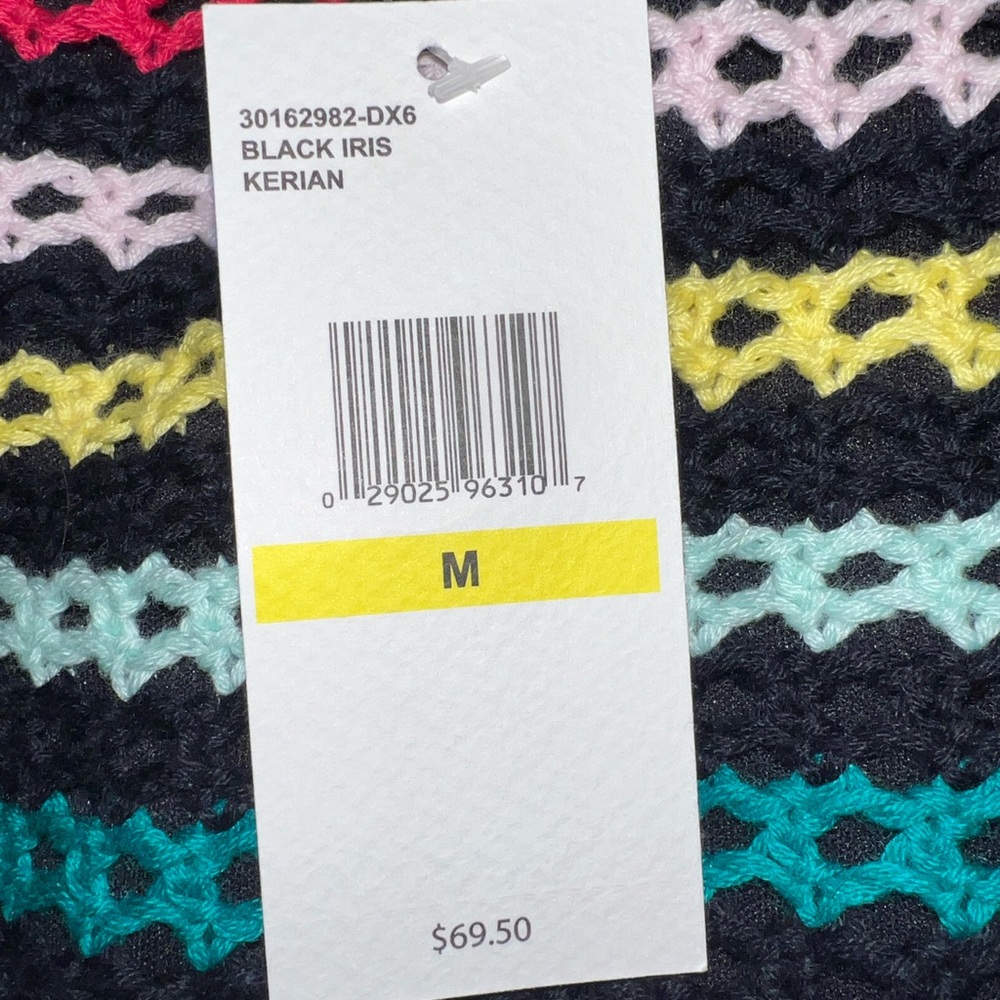 30162982-DX6
BLACK IRIS
KERIAN
0 29025 96310 7
M
$69.50